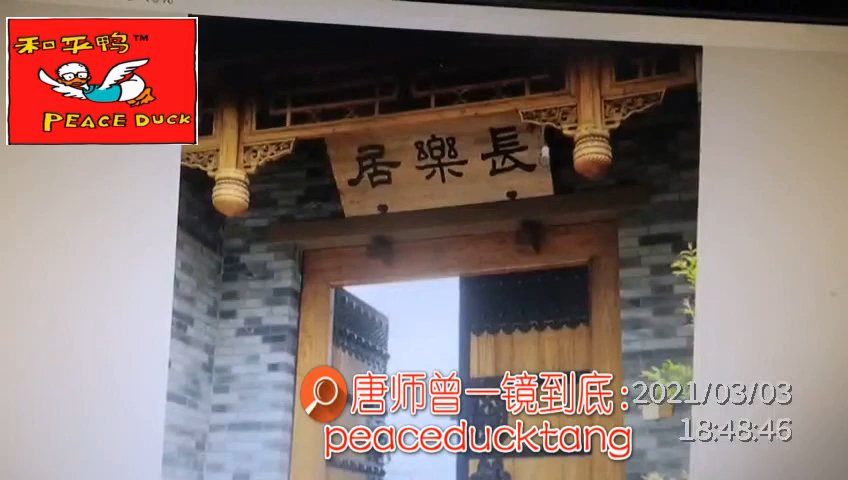 和平鸭™
PEACE DUCK
居樂長
唐师曾一镜到底:
peaceducktang
2021/03/03
18:48:46